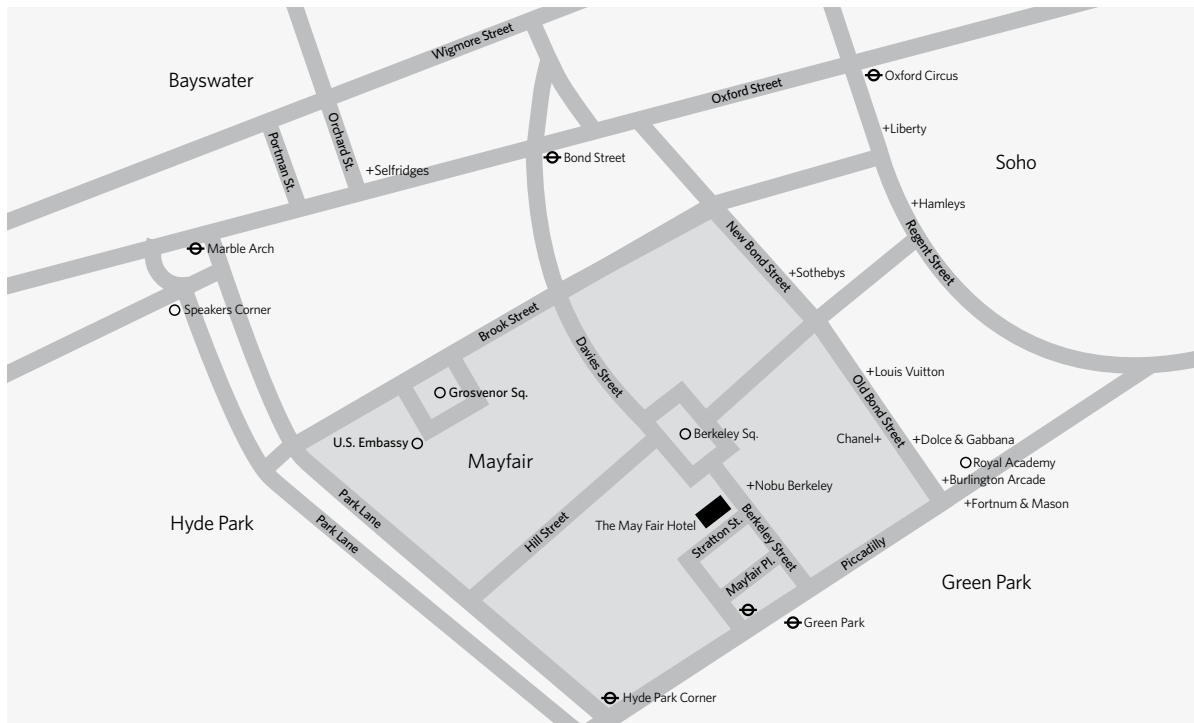 Wigmore Street
Bayswater
Oxford Circus
Oxford Street
Orchard St.
Portman St.
+Liberty
Bond Street
+Selfridges
Soho
+Hamleys
Regent Street
Marble Arch
New Bond Street
+Sothebys
Speakers Corner
Brook Street
Davies Street
+Louis Vuitton
Old Bond Street
Grosvenor Sq.
Berkeley Sq.
Chanel+
+Dolce & Gabbana
U.S. Embassy
Mayfair
Royal Academy
+Burlington Arcade
+Nobu Berkeley
+Fortnum & Mason
Park Lane
Hyde Park
Park Lane
Hill Street
The May Fair Hotel
Stratton St.
Berkeley Street
Piccadilly
Mayfair Pl.
Green Park
Green Park
Hyde Park Corner